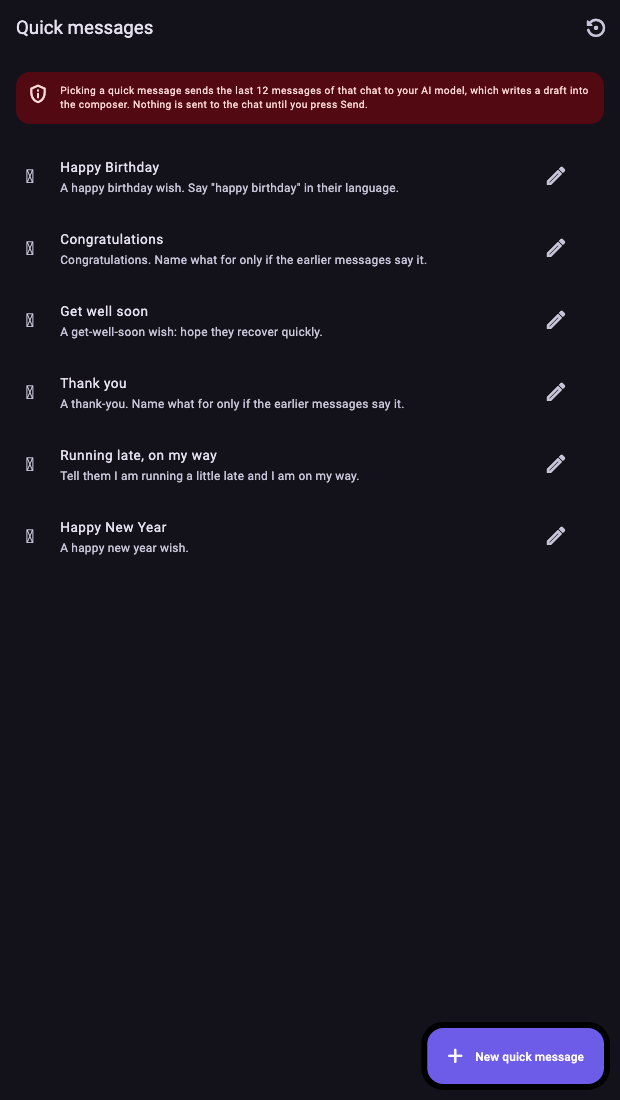 Quick messages
Picking a quick message sends the last 12 messages of that chat to your AI model, which writes a draft into
the composer. Nothing is sent to the chat until you press Send.
Happy Birthday
A happy birthday wish. Say "happy birthday" in their language.
Congratulations
Congratulations. Name what for only if the earlier messages say it.
Get well soon
A get-well-soon wish: hope they recover quickly.
Thank you
A thank-you. Name what for only if the earlier messages say it.
Running late, on my way
Tell them I am running a little late and I am on my way.
Happy New Year
A happy new year wish.
New quick message